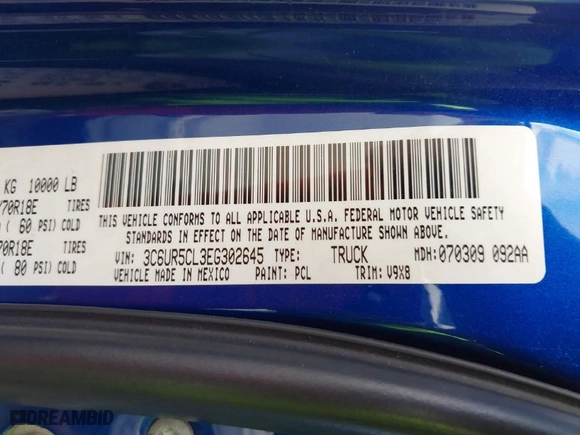 KG 10000 LB
70R18E TIRES
( 60 PSI) COLD
70R18E TIRES
( 80 PSI) COLD
THIS VEHICLE CONFORMS TO ALL APPLICABLE U.S.A. FEDERAL MOTOR VEHICLE SAFETY
STANDARDS IN EFFECT ON THE DATE OF MANUFACTURE SHOWN ABOVE.
VIN: 3C6UR5CL3EG302645 TYPE: TRUCK MDH: 070309 092AA
VEHICLE MADE IN MEXICO PAINT: PCL TRIM: V9X8
DREAMBID